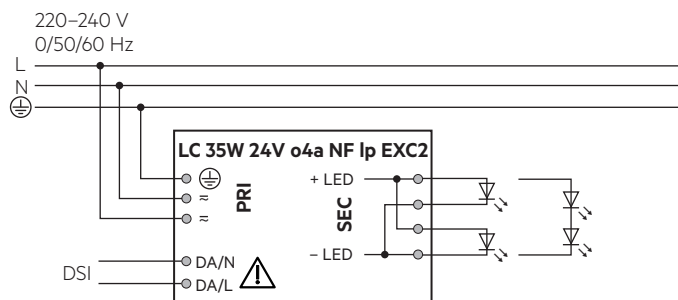 220–240 V
0/50/60 Hz
L
N
LC 35W 24V o4a NF lp EXC2
PRI
≂
≂
+ LED
SEC
– LED
DSI
DA/N
DA/L